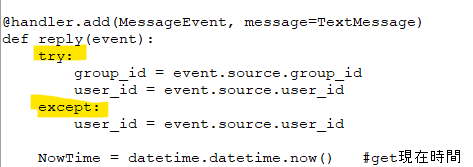 @handler.add(MessageEvent, message=TextMessage)
def reply(event):
    try:
        group_id = event.source.group_id
        user_id = event.source.user_id
    except:
        user_id = event.source.user_id
    NowTime = datetime.datetime.now()   #get現在時間